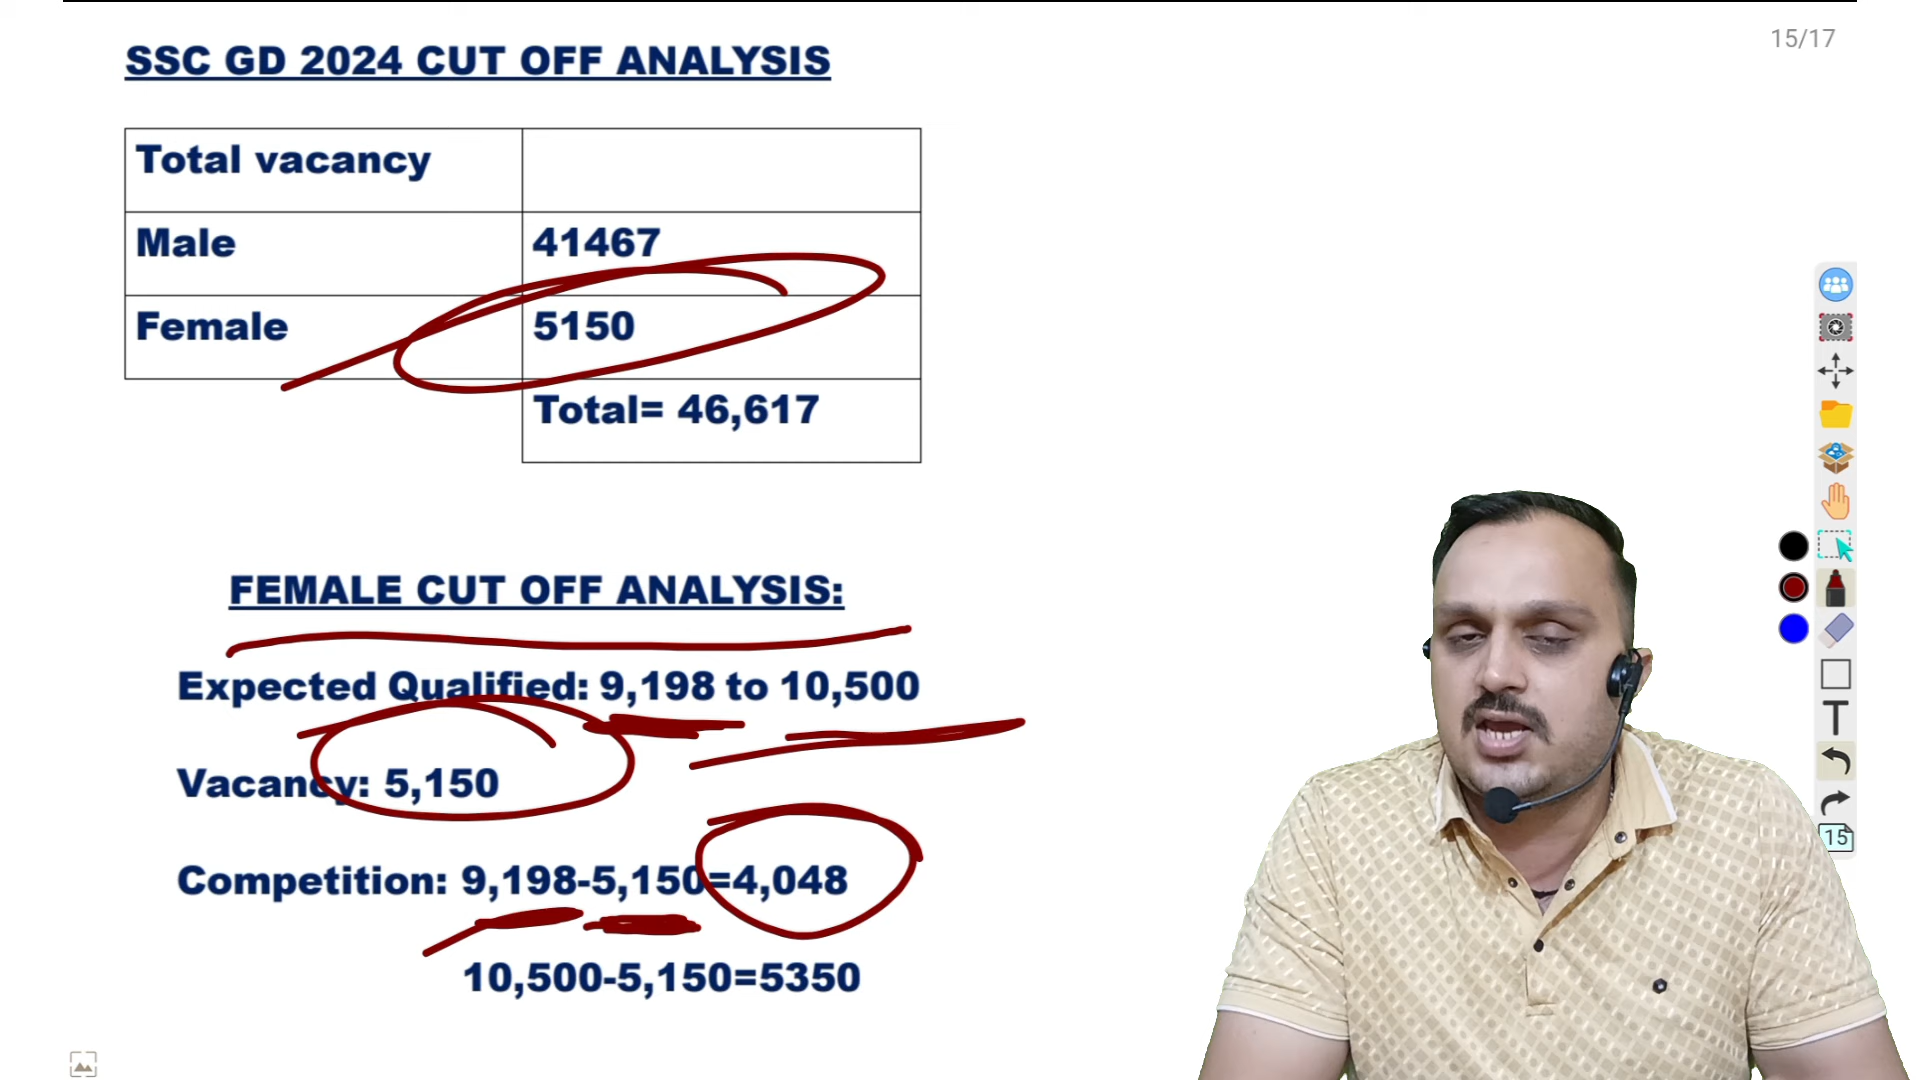 15/17
SSC GD 2024 CUT OFF ANALYSIS
Total vacancy
Male 41467
Female 5150
Total= 46,617
FEMALE CUT OFF ANALYSIS:
Expected Qualified: 9,198 to 10,500
Vacancy: 5,150
Competition: 9,198-5,150=4,048
10,500-5,150=5350
T
15